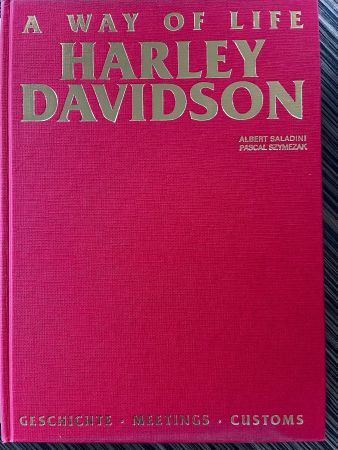 A WAY OF LIFE
HARLEY
DAVIDSON
ALBERT SALADINI
PASCAL SZYMEZAK
GESCHICHTE · MEETINGS · CUSTOMS